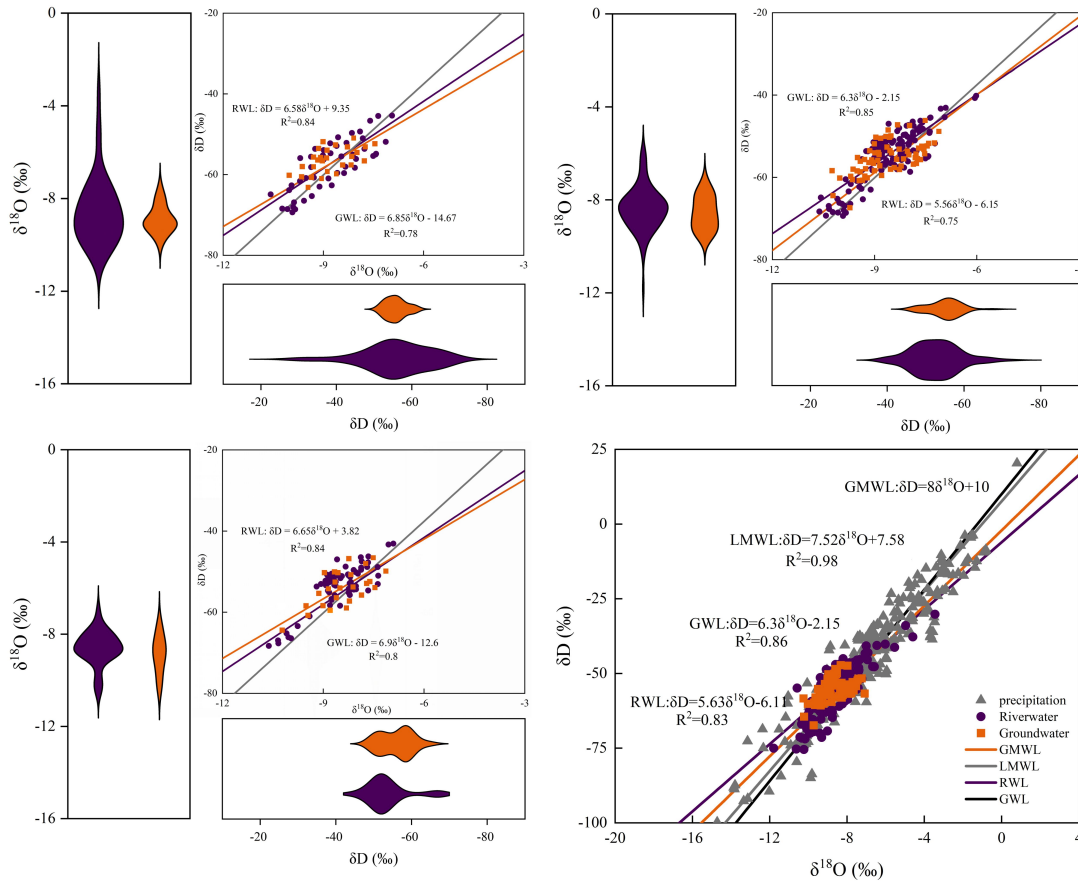 0
-4
-8
-12
-16
δ¹⁸O (‰)
-20
-40
-60
-80
δD (‰)
RWL: δD = 6.58δ¹⁸O + 9.35
R²=0.84
GWL: δD = 6.85δ¹⁸O - 14.67
R²=0.78
-12 -9 -6 -3
δ¹⁸O (‰)
-20 -40 -60 -80
δD (‰)
0
-4
-8
-12
-16
δ¹⁸O (‰)
-20
-40
-60
-80
δD (‰)
GWL: δD = 6.3δ¹⁸O - 2.15
R²=0.85
RWL: δD = 5.56δ¹⁸O - 6.15
R²=0.75
-12 -9 -6 -3
-20 -40 -60 -80
δD (‰)
0
-4
-8
-12
-16
δ¹⁸O (‰)
-20
-40
-60
-80
δD (‰)
RWL: δD = 6.65δ¹⁸O + 3.82
R²=0.84
GWL: δD = 6.9δ¹⁸O - 12.6
R²=0.8
-12 -9 -6 -3
δ¹⁸O (‰)
-20 -40 -60 -80
δD (‰)
25
0
-25
-50
-75
-100
δD (‰)
GMWL:δD=8δ¹⁸O+10
LMWL:δD=7.52δ¹⁸O+7.58
R²=0.98
GWL:δD=6.3δ¹⁸O-2.15
R²=0.86
RWL:δD=5.63δ¹⁸O-6.11
R²=0.83
precipitation
Riverwater
Groundwater
GMWL
LMWL
RWL
GWL
-20 -16 -12 -8 -4 0 4
δ¹⁸O (‰)